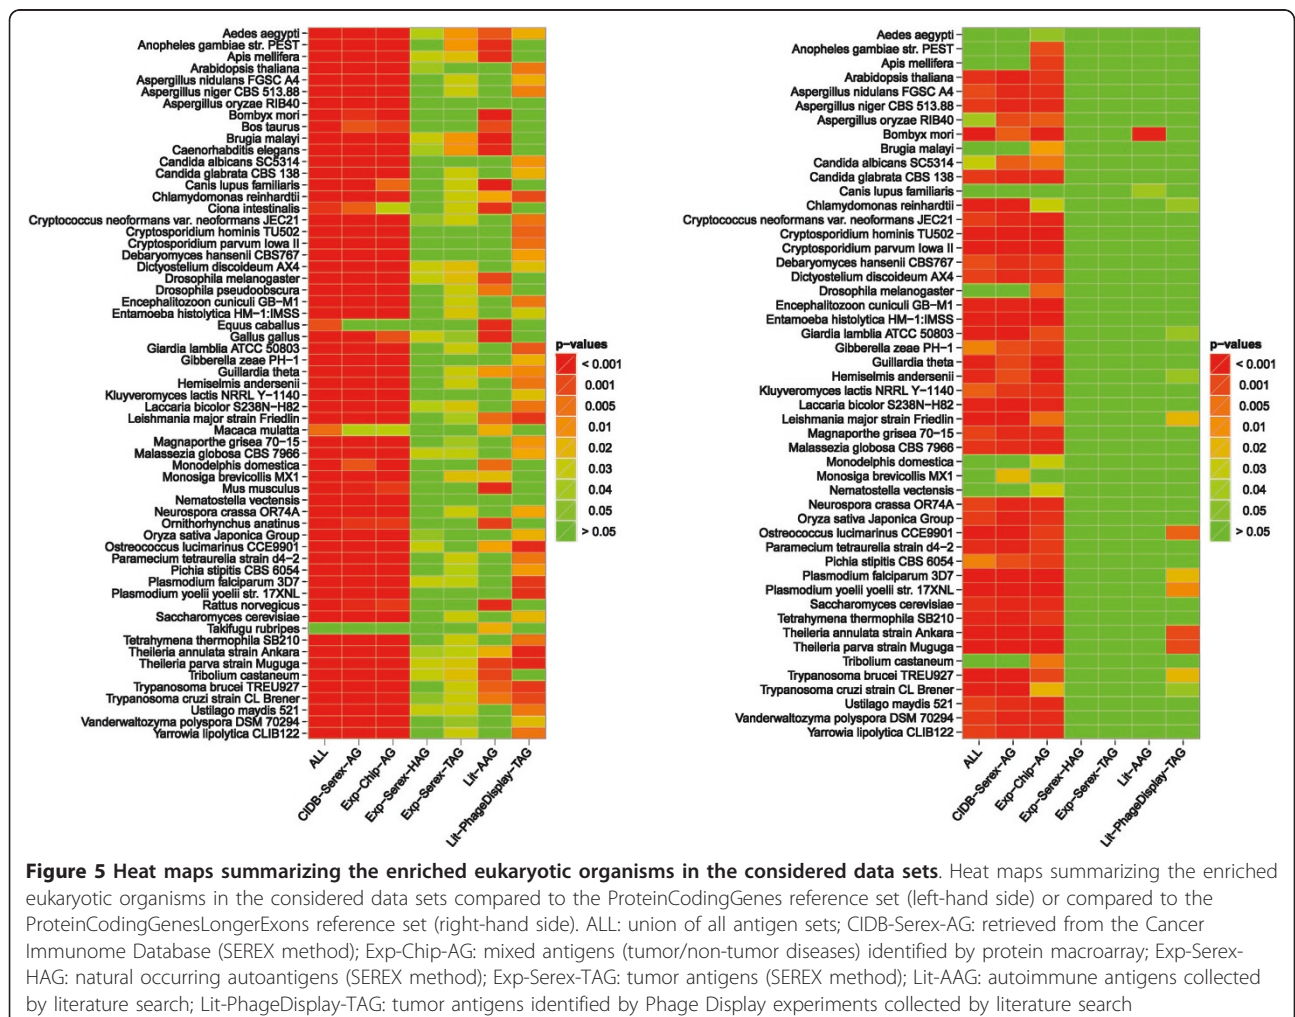 Aedes aegypti
Anopheles gambiae str. PEST
Apis mellifera
Arabidopsis thaliana
Aspergillus nidulans FGSC A4
Aspergillus niger CBS 513.88
Aspergillus oryzae RIB40
Bombyx mori
Bos taurus
Brugia malayi
Caenorhabditis elegans
Candida albicans SC5314
Candida glabrata CBS 138
Canis lupus familiaris
Chlamydomonas reinhardtii
Ciona intestinalis
Cryptococcus neoformans var. neoformans JEC21
Cryptosporidium hominis TU502
Cryptosporidium parvum Iowa II
Debaryomyces hansenii CBS767
Dictyostelium discoideum AX4
Drosophila melanogaster
Drosophila pseudoobscura
Encephalitozoon cuniculi GB-M1
Entamoeba histolytica HM-1:IMSS
Equus caballus
Gallus gallus
Giardia lamblia ATCC 50803
Gibberella zeae PH-1
Guillardia theta
Hemiselmis andersenii
Kluyveromyces lactis NRRL Y-1140
Laccaria bicolor S238N-H82
Leishmania major strain Friedlin
Macaca mulatta
Magnaporthe grisea 70-15
Malassezia globosa CBS 7966
Monodelphis domestica
Monosiga brevicollis MX1
Mus musculus
Nematostella vectensis
Neurospora crassa OR74A
Ornithorhynchus anatinus
Oryza sativa Japonica Group
Ostreococcus lucimarinus CCE9901
Paramecium tetraurelia strain d4-2
Pichia stipitis CBS 6054
Plasmodium falciparum 3D7
Plasmodium yoelii yoelii str. 17XNL
Rattus norvegicus
Saccharomyces cerevisiae
Takifugu rubripes
Tetrahymena thermophila SB210
Theileria annulata strain Ankara
Theileria parva strain Muguga
Tribolium castaneum
Trypanosoma brucei TREU927
Trypanosoma cruzi strain CL Brener
Ustilago maydis 521
Vanderwaltozyma polyspora DSM 70294
Yarrowia lipolytica CLIB122
ALL
CIDB-Serex-AG
Exp-Chip-AG
Exp-Serex-HAG
Exp-Serex-TAG
Lit-AAG
Lit-PhageDisplay-TAG
p-values
< 0.001
0.001
0.005
0.01
0.02
0.03
0.04
0.05
> 0.05
Aedes aegypti
Anopheles gambiae str. PEST
Apis mellifera
Arabidopsis thaliana
Aspergillus nidulans FGSC A4
Aspergillus niger CBS 513.88
Aspergillus oryzae RIB40
Bombyx mori
Brugia malayi
Candida albicans SC5314
Candida glabrata CBS 138
Canis lupus familiaris
Chlamydomonas reinhardtii
Cryptococcus neoformans var. neoformans JEC21
Cryptosporidium hominis TU502
Cryptosporidium parvum Iowa II
Debaryomyces hansenii CBS767
Dictyostelium discoideum AX4
Drosophila melanogaster
Encephalitozoon cuniculi GB-M1
Entamoeba histolytica HM-1:IMSS
Giardia lamblia ATCC 50803
Gibberella zeae PH-1
Guillardia theta
Hemiselmis andersenii
Kluyveromyces lactis NRRL Y-1140
Laccaria bicolor S238N-H82
Leishmania major strain Friedlin
Magnaporthe grisea 70-15
Malassezia globosa CBS 7966
Monodelphis domestica
Monosiga brevicollis MX1
Nematostella vectensis
Neurospora crassa OR74A
Oryza sativa Japonica Group
Ostreococcus lucimarinus CCE9901
Paramecium tetraurelia strain d4-2
Pichia stipitis CBS 6054
Plasmodium falciparum 3D7
Plasmodium yoelii yoelii str. 17XNL
Saccharomyces cerevisiae
Tetrahymena thermophila SB210
Theileria annulata strain Ankara
Theileria parva strain Muguga
Tribolium castaneum
Trypanosoma brucei TREU927
Trypanosoma cruzi strain CL Brener
Ustilago maydis 521
Vanderwaltozyma polyspora DSM 70294
Yarrowia lipolytica CLIB122
ALL
CIDB-Serex-AG
Exp-Chip-AG
Exp-Serex-HAG
Exp-Serex-TAG
Lit-AAG
Lit-PhageDisplay-TAG
p-values
< 0.001
0.001
0.005
0.01
0.02
0.03
0.04
0.05
> 0.05
Figure 5 Heat maps summarizing the enriched eukaryotic organisms in the considered data sets. Heat maps summarizing the enriched
eukaryotic organisms in the considered data sets compared to the ProteinCodingGenes reference set (left-hand side) or compared to the
ProteinCodingGenesLongerExons reference set (right-hand side). ALL: union of all antigen sets; CIDB-Serex-AG: retrieved from the Cancer
Immunome Database (SEREX method); Exp-Chip-AG: mixed antigens (tumor/non-tumor diseases) identified by protein macroarray; Exp-Serex-
HAG: natural occurring autoantigens (SEREX method); Exp-Serex-TAG: tumor antigens (SEREX method); Lit-AAG: autoimmune antigens collected
by literature search; Lit-PhageDisplay-TAG: tumor antigens identified by Phage Display experiments collected by literature search